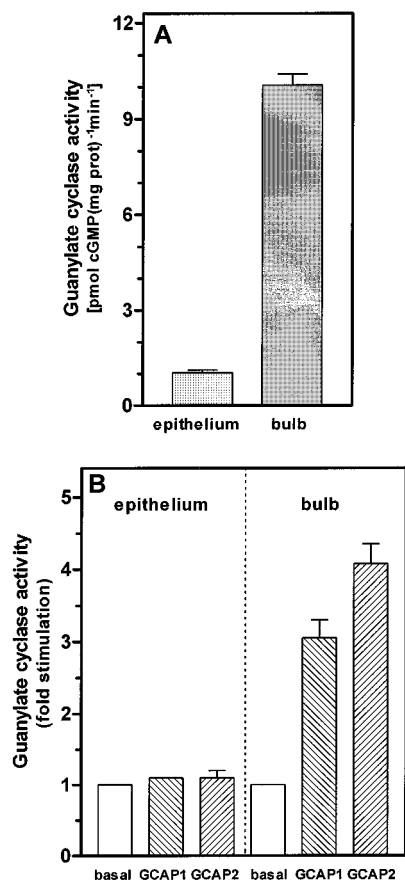 A
Guanylate cyclase activity
[pmol cGMP(mg prot)⁻¹min⁻¹]
12
9
6
3
0
epithelium bulb
B
epithelium bulb
Guanylate cyclase activity
(fold stimulation)
5
4
3
2
1
0
basal GCAP1 GCAP2 basal GCAP1 GCAP2